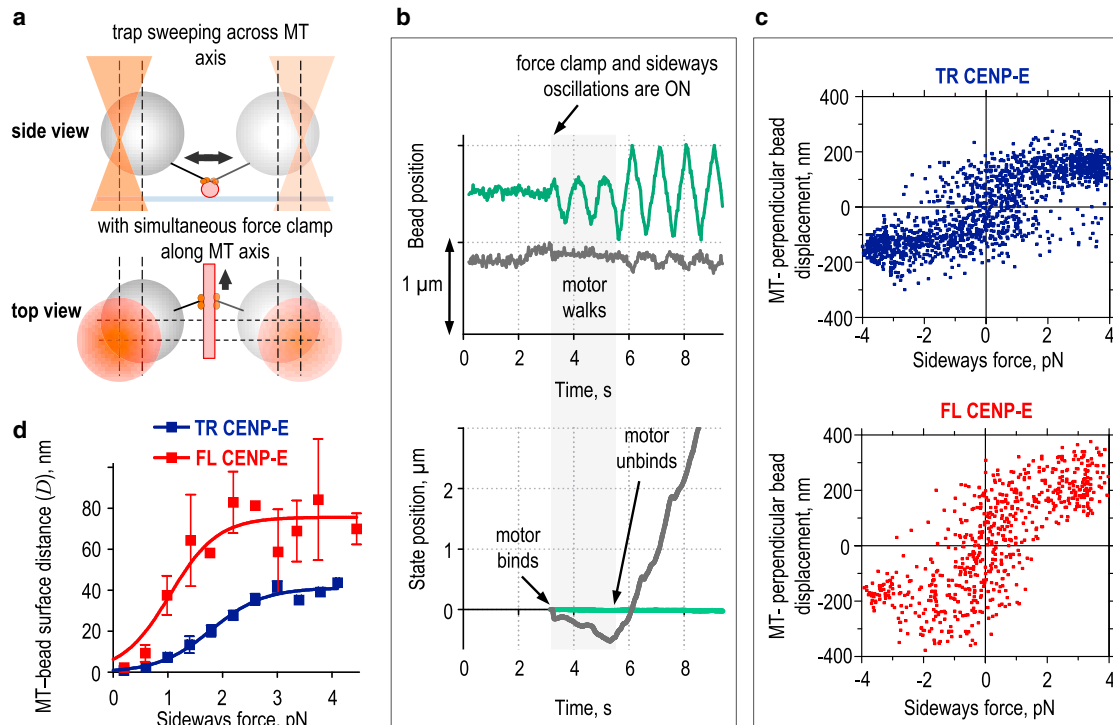 a
trap sweeping across MT
axis
side view
with simultaneous force clamp
along MT axis
top view
b
force clamp and sideways
oscillations are ON
Bead position
1 µm
motor
walks
0 2 4 6 8
Time, s
State position, µm
3
2
1
0
motor
binds
motor
unbinds
0 2 4 6 8
Time, s
c
TR CENP-E
MT- perpendicular bead
displacement, nm
400
200
0
-200
-400
-4 -2 0 2 4
Sideways force, pN
FL CENP-E
MT- perpendicular bead
displacement, nm
400
200
0
-200
-400
-4 -2 0 2 4
Sideways force, pN
d
TR CENP-E
FL CENP-E
MT–bead surface distance (D), nm
80
60
40
20
0
0 1 2 3 4
Sideways force, pN